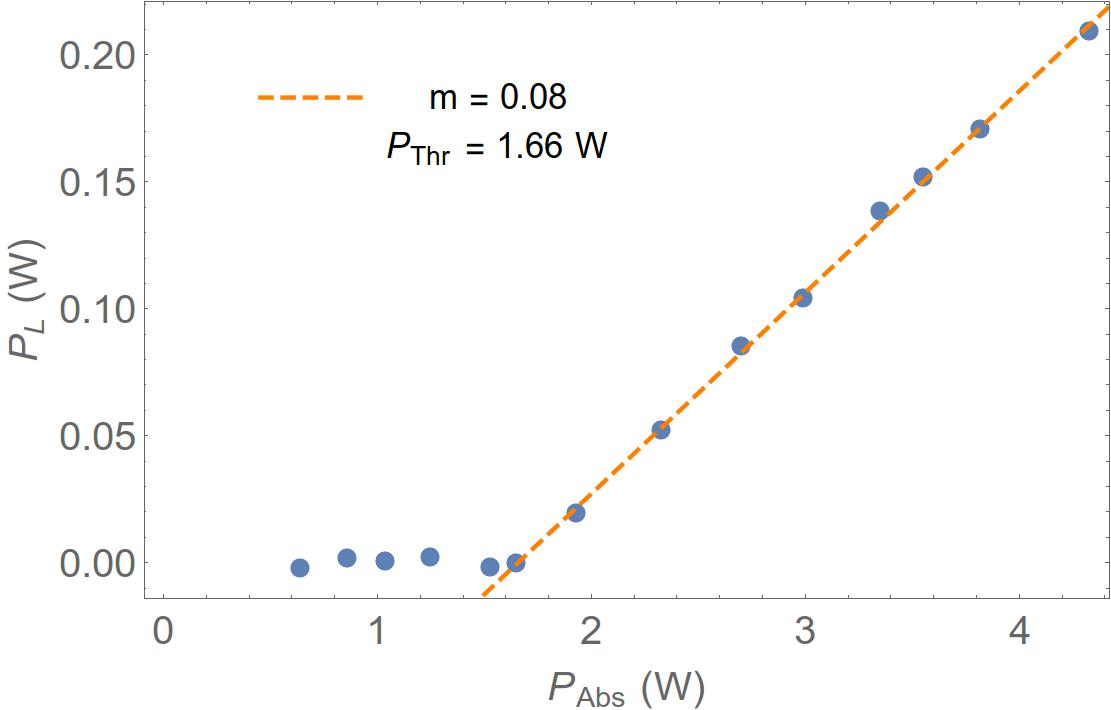 m = 0.08
P_Thr = 1.66 W
0.20
0.15
0.10
0.05
0.00
P_L (W)
0 1 2 3 4
P_Abs (W)